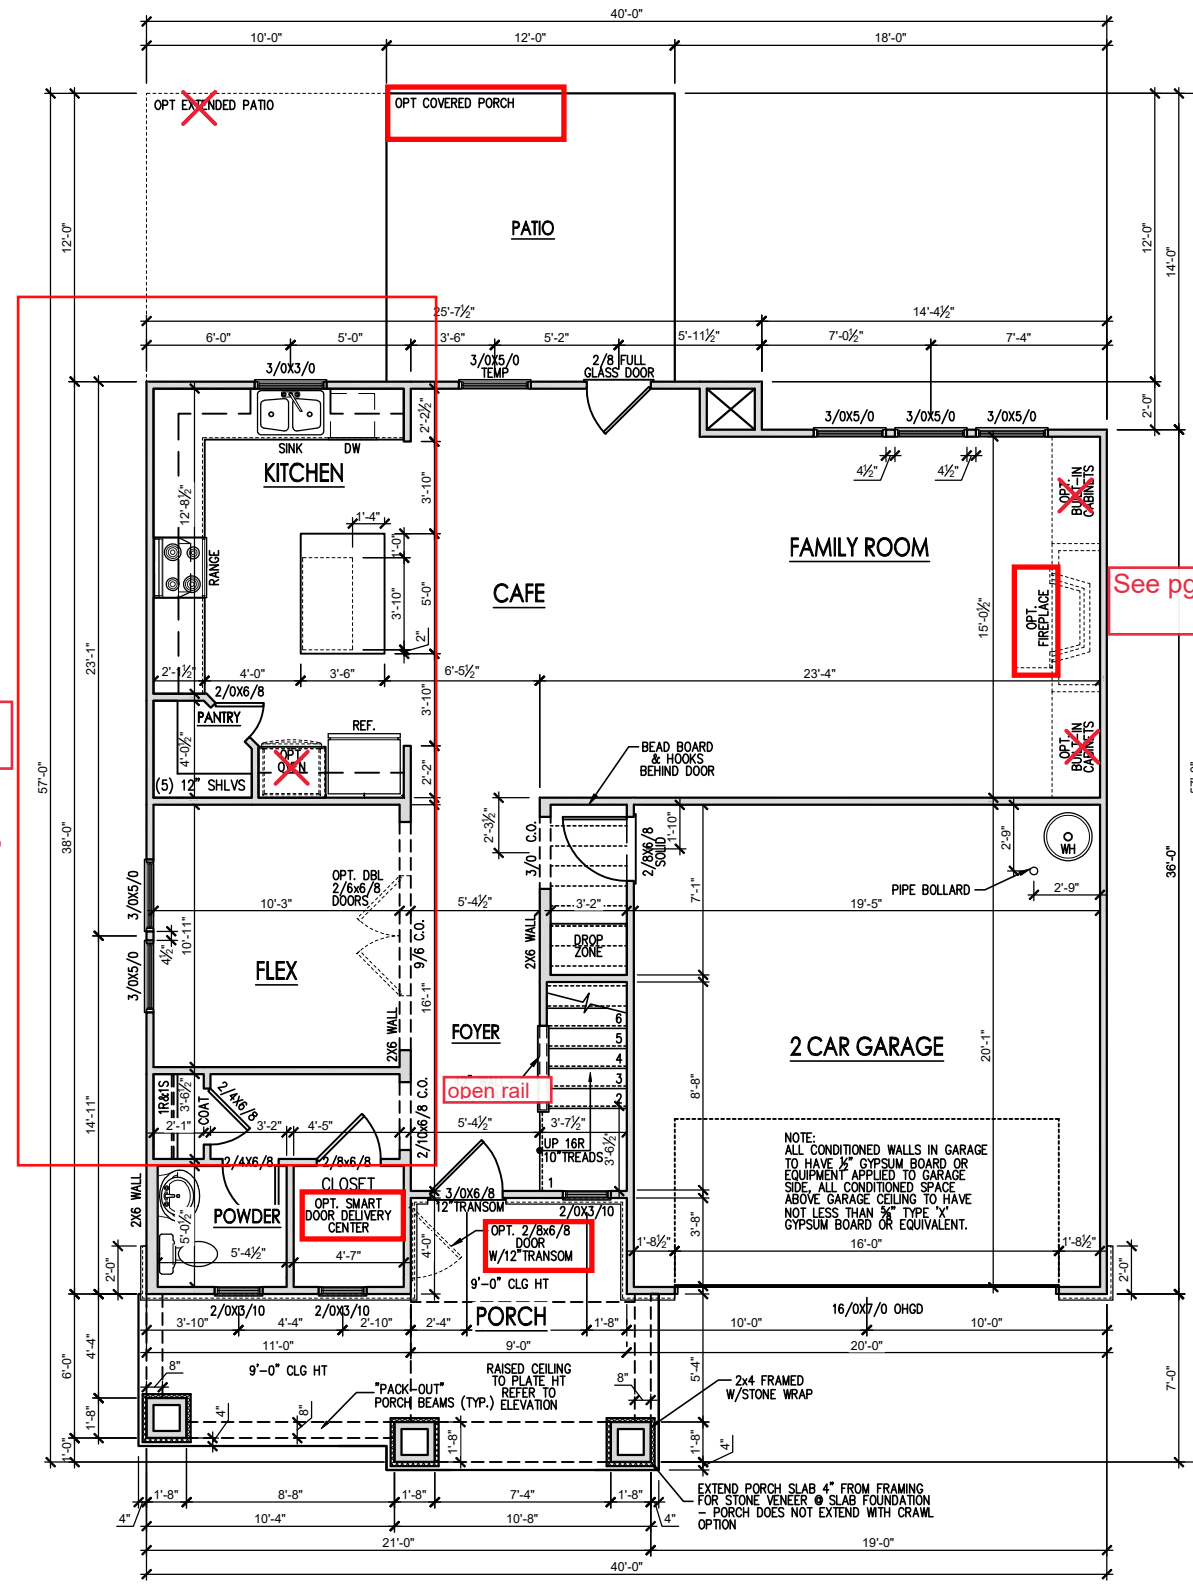 40'-0"
10'-0"
12'-0"
18'-0"
OPT EXTENDED PATIO
OPT COVERED PORCH
PATIO
12'-0"
12'-0"
14'-0"
25'-7½"
14'-4½"
6'-0"
5'-0"
3'-6"
5'-2"
5'-11½"
7'-0½"
7'-4"
3/0X3/0
3/0X5/0
TEMP
2/8 FULL
GLASS DOOR
2'-0"
2'-2½"
3/0X5/0
3/0X5/0
3/0X5/0
SINK
DW
KITCHEN
4½"
4½"
OPT.
BUILT-IN
CABINETS
12'-8½"
3'-10"
1'-4"
1'-0"
RANGE
FAMILY ROOM
CAFE
3'-10"
5'-0"
2"
OPT.
FIREPLACE
See pg
15'-0½"
23'-1"
2'-1½"
4'-0"
3'-6"
6'-5½"
23'-4"
2/0X6/8
PANTRY
3'-10"
REF.
4'-0½"
OPT
OVEN
2'-2"
(5) 12" SHLVS
BEAD BOARD
& HOOKS
BEHIND DOOR
OPT.
BUILT-IN
CABINETS
57'-0"
38'-0"
2'-3½"
3/0 C.O.
2/8X6/8
SOLID
1'-10"
2'-9"
WH
36'-0"
OPT. DBL
2/6x6/8
DOORS
PIPE BOLLARD
2'-9"
3/0X5/0
10'-3"
5'-4½"
3'-2"
7'-1"
19'-5"
4½"
10'-11"
9/6 C.O.
2X6 WALL
DROP
ZONE
3/0X5/0
FLEX
16'-1"
2X6 WALL
FOYER
6
5
4
3
2
2 CAR GARAGE
20'-1"
open rail
8'-8"
14'-11"
1R&1S
3'-6½"
COAT
2/4X6/8
2/10x6/8 C.O.
2'-1"
3'-2"
4'-5"
5'-4½"
3'-7½"
UP 16R
10"TREADS
3'-6½"
1
NOTE:
ALL CONDITIONED WALLS IN GARAGE
TO HAVE ½" GYPSUM BOARD OR
EQUIPMENT APPLIED TO GARAGE
SIDE, ALL CONDITIONED SPACE
ABOVE GARAGE CEILING TO HAVE
NOT LESS THAN ⅝" TYPE 'X'
GYPSUM BOARD OR EQUIVALENT.
2/4X6/8
2/8x6/8
CLOSET
2X6 WALL
POWDER
5'-0½"
OPT. SMART
DOOR DELIVERY
CENTER
3/0X6/8
12"TRANSOM
2/0X3/10
3'-8"
OPT. 2/8x6/8
DOOR
W/12"TRANSOM
4'-0"
5'-4½"
4'-7"
1'-8½"
16'-0"
1'-8½"
2'-0"
2'-0"
9'-0" CLG HT
2/0X3/10
2/0X3/10
PORCH
16/0X7/0 OHGD
3'-10"
4'-4"
2'-10"
2'-4"
1'-8"
10'-0"
10'-0"
11'-0"
9'-0"
20'-0"
4'-4"
6'-0"
8"
9'-0" CLG HT
RAISED CEILING
TO PLATE HT
REFER TO
ELEVATION
8"
5'-4"
7'-0"
"PACK-OUT"
PORCH BEAMS (TYP.)
2x4 FRAMED
W/STONE WRAP
1'-8"
4"
8"
1'-8"
1'-8"
4"
1'-0"
EXTEND PORCH SLAB 4" FROM FRAMING
FOR STONE VENEER @ SLAB FOUNDATION
- PORCH DOES NOT EXTEND WITH CRAWL
OPTION
1'-8"
8'-8"
1'-8"
7'-4"
1'-8"
4"
10'-4"
10'-8"
4"
21'-0"
19'-0"
40'-0"